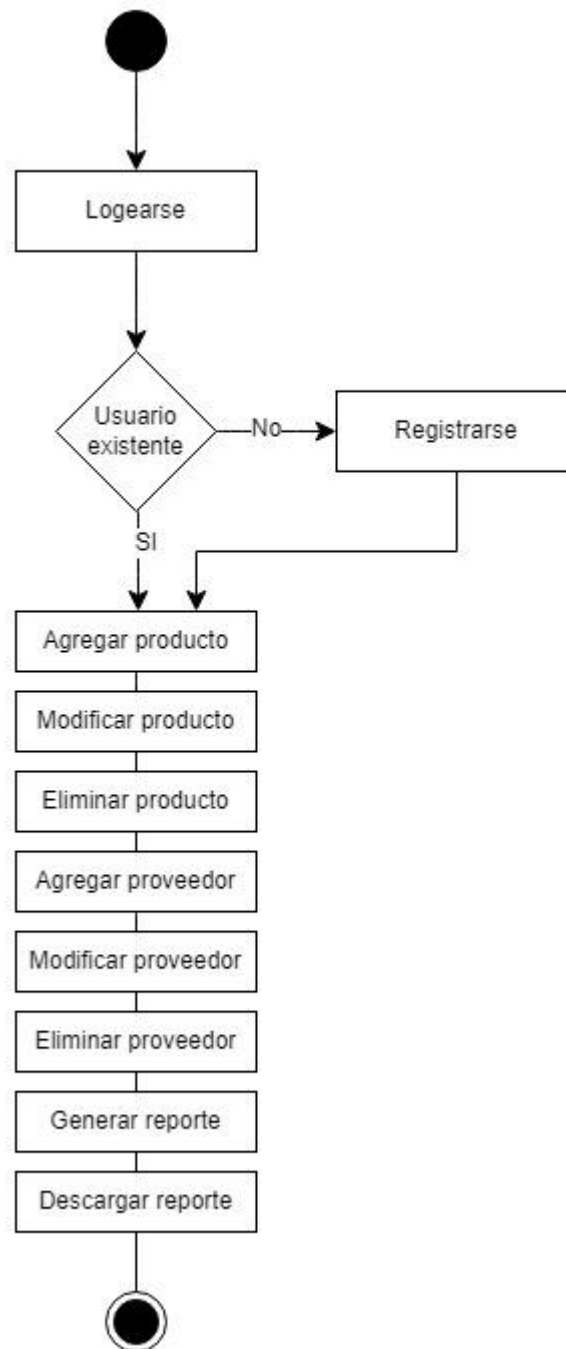 Logearse
Usuario
existente
No
Registrarse
SI
Agregar producto
Modificar producto
Eliminar producto
Agregar proveedor
Modificar proveedor
Eliminar proveedor
Generar reporte
Descargar reporte